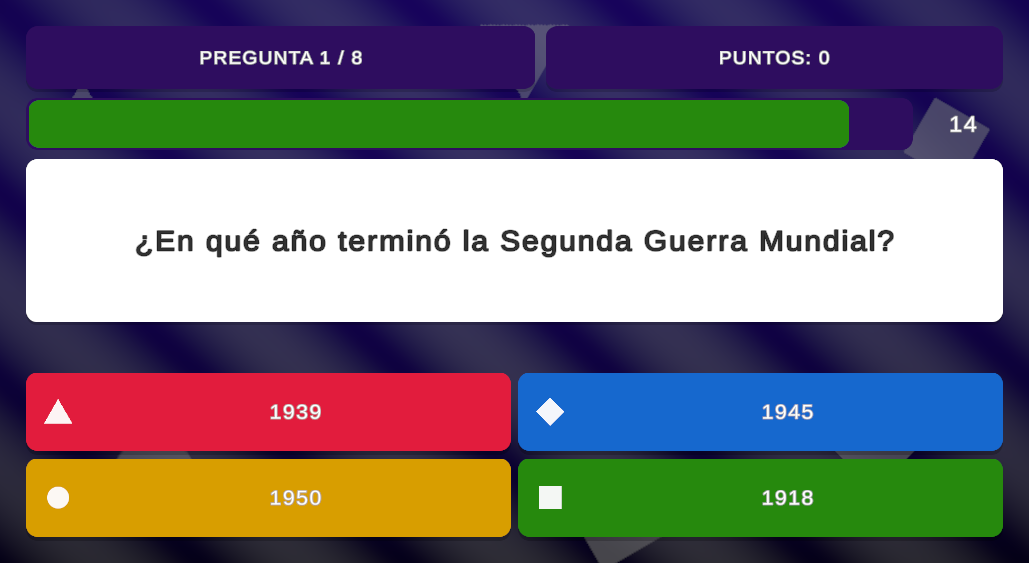 PREGUNTA 1 / 8
PUNTOS: 0
14
¿En qué año terminó la Segunda Guerra Mundial?
1939
1945
1950
1918